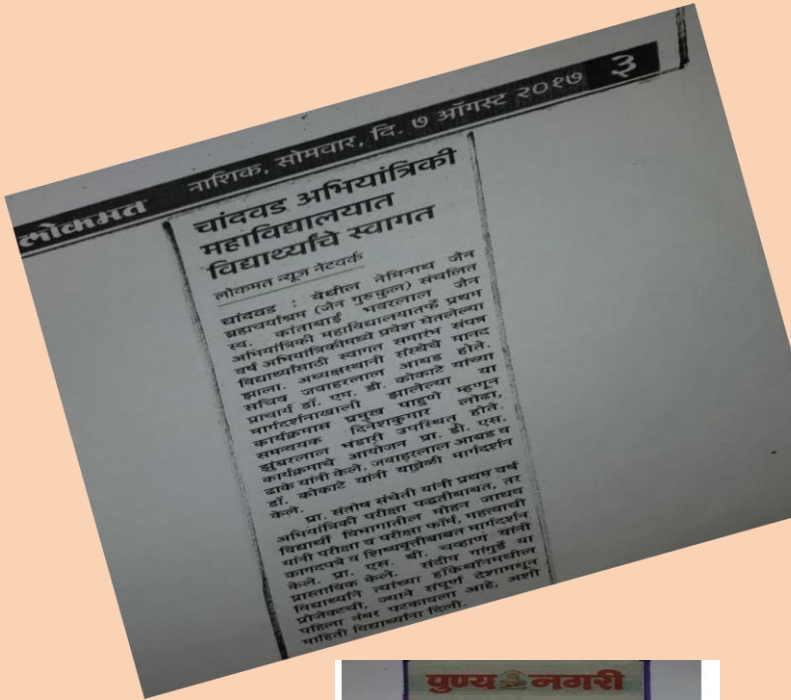 लोकमत नाशिक, सोमवार, दि. ७ ऑगस्ट २०१७ ३
चांदवड अभियांत्रिकी
महाविद्यालयात
विद्यार्थ्यांचे स्वागत
लोकमत न्यूज नेटवर्क
चांदवड : येथील नेमिनाथ जैन
ब्रह्मचर्याश्रम (जैन गुरुकुल) संचलित
स्व. कांताबाई भवरलाल जैन
अभियांत्रिकी महाविद्यालयातर्फे प्रथम
वर्ष अभियांत्रिकीमध्ये प्रवेश घेतलेल्या
विद्यार्थ्यांसाठी स्वागत समारंभ संपन्न
झाला. अध्यक्षस्थानी संस्थेचे मानद
सचिव जवाहरलाल आबड होते.
प्राचार्य डॉ. एम. डी. कोकाटे यांच्या
मार्गदर्शनाखाली झालेल्या या
कार्यक्रमास प्रमुख पाहुणे म्हणून
समन्वयक दिनेशकुमार लोढा,
झुंबरलाल भंडारी उपस्थित होते.
कार्यक्रमाचे आयोजन प्रा. डी. एस.
ढाके यांनी केले. जवाहरलाल आबड व
डॉ. कोकाटे यांनी यावेळी मार्गदर्शन
केले.
प्रा. संतोष संचेती यांनी प्रथम वर्ष
अभियांत्रिकी परीक्षा पद्धतीबाबत, तर
विद्यार्थी विभागातील मोहन जाधव
यांनी परीक्षा व परीक्षा फॉर्म, महत्वाची
कागदपत्रे व शिष्यवृत्तीबाबत मार्गदर्शन
केले. प्रा. एस. बी. चव्हाण यांनी
प्रास्ताविक केले. संदीप गांगुर्डे या
विद्यार्थ्याने त्यांच्या हॅकेथॉनमधील
प्रोजेक्टची, ज्याने संपूर्ण देशामधून
पहिला नंबर पटकावला आहे, अशी
माहिती विद्यार्थ्यांना दिली.
पुण्य नगरी